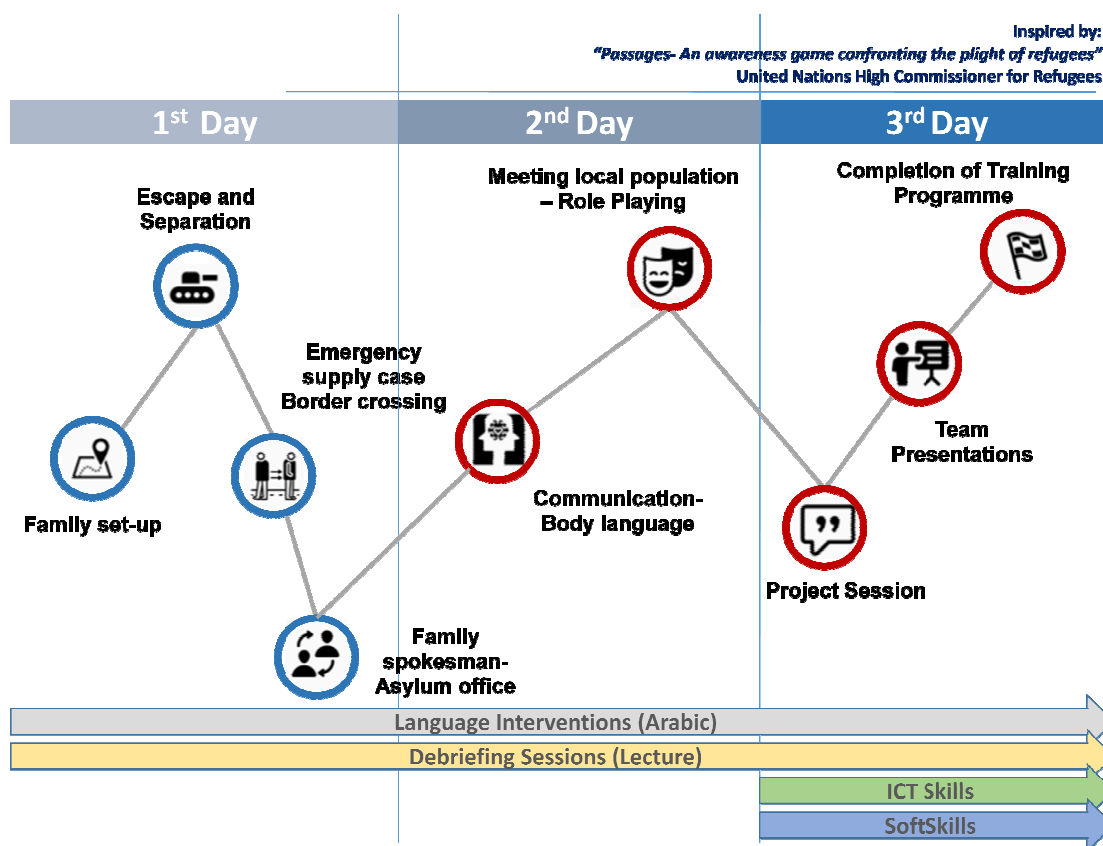 Inspired by:
“Passages- An awareness game confronting the plight of refugees”
United Nations High Commissioner for Refugees
1st Day
2nd Day
3rd Day
Escape and
Separation
Meeting local population
– Role Playing
Completion of Training
Programme
Emergency
supply case
Border crossing
Family set-up
Communication-
Body language
Team
Presentations
Project Session
Family
spokesman-
Asylum office
Language Interventions (Arabic)
Debriefing Sessions (Lecture)
ICT Skills
SoftSkills